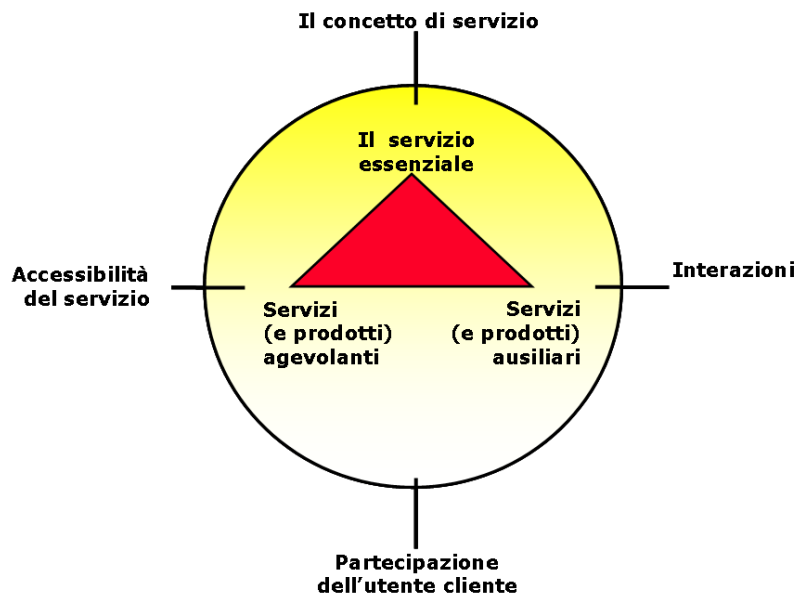 Il concetto di servizio
Il servizio
essenziale
Accessibilità
del servizio
Interazioni
Servizi
(e prodotti)
agevolanti
Servizi
(e prodotti)
ausiliari
Partecipazione
dell'utente cliente